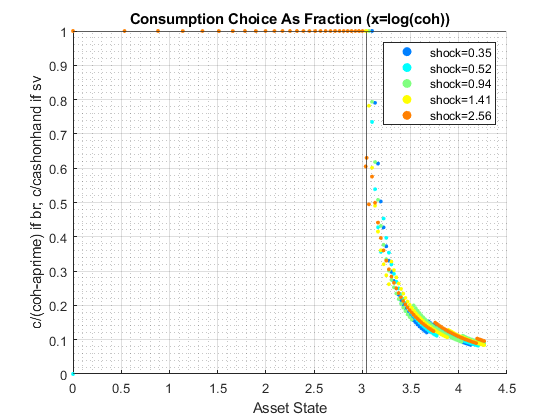 Consumption Choice As Fraction (x=log(coh))
c/(coh-aprime) if br, c/cashonhand if sv
1
0.9
0.8
0.7
0.6
0.5
0.4
0.3
0.2
0.1
0
shock=0.35
shock=0.52
shock=0.94
shock=1.41
shock=2.56
0 0.5 1 1.5 2 2.5 3 3.5 4 4.5
Asset State